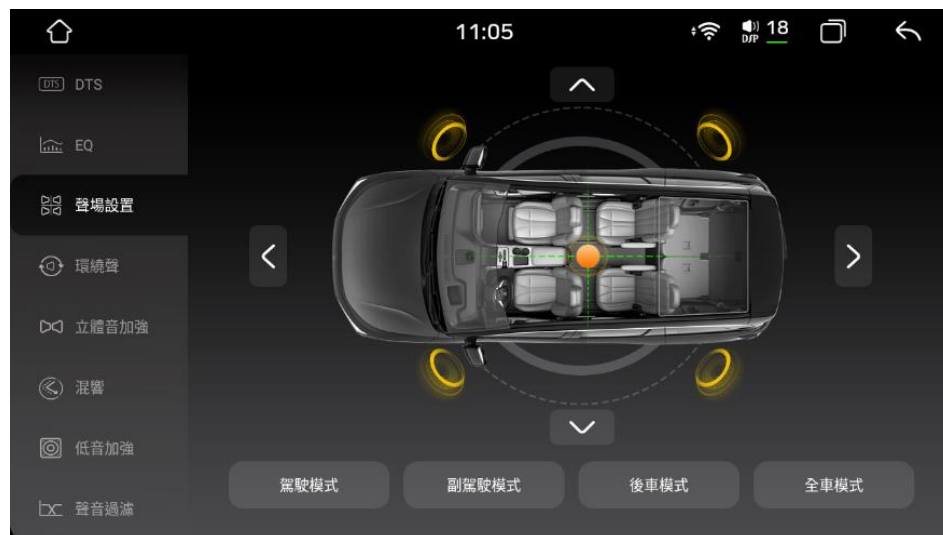 11:05
DSP 18
DTS DTS
EQ
聲場設置
環繞聲
立體音加強
混響
低音加強
聲音過濾
駕駛模式
副駕駛模式
後車模式
全車模式